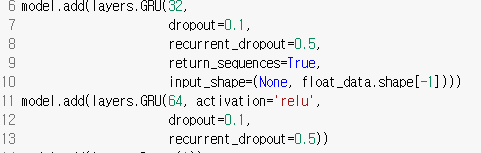 6 model.add(layers.GRU(32,
7 dropout=0.1,
8 recurrent_dropout=0.5,
9 return_sequences=True,
10 input_shape=(None, float_data.shape[-1])))
11 model.add(layers.GRU(64, activation='relu',
12 dropout=0.1,
13 recurrent_dropout=0.5))